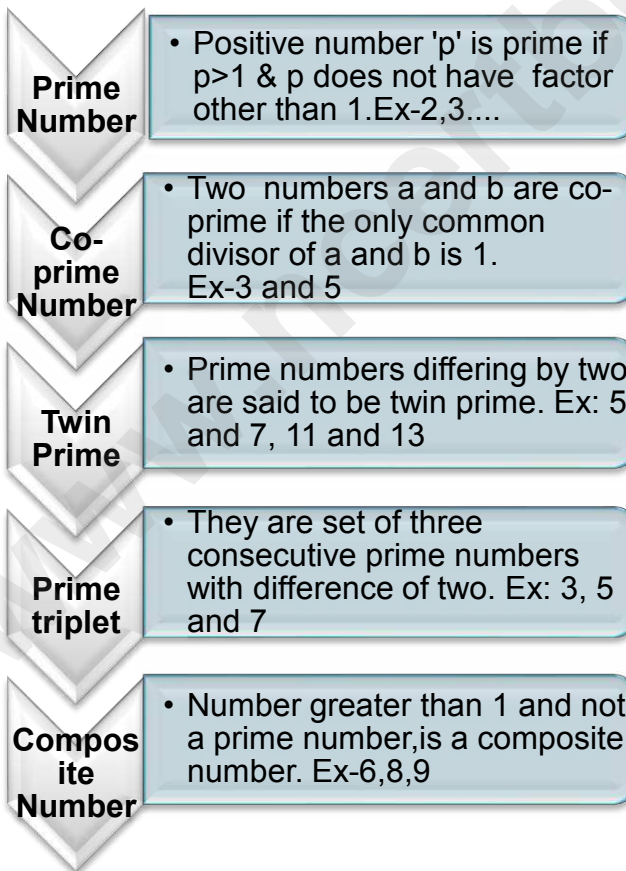 Prime
Number
• Positive number 'p' is prime if
p>1 & p does not have factor
other than 1.Ex-2,3....
Co-
prime
Number
• Two numbers a and b are co-
prime if the only common
divisor of a and b is 1.
Ex-3 and 5
Twin
Prime
• Prime numbers differing by two
are said to be twin prime. Ex: 5
and 7, 11 and 13
Prime
triplet
• They are set of three
consecutive prime numbers
with difference of two. Ex: 3, 5
and 7
Compos
ite
Number
• Number greater than 1 and not
a prime number,is a composite
number. Ex-6,8,9